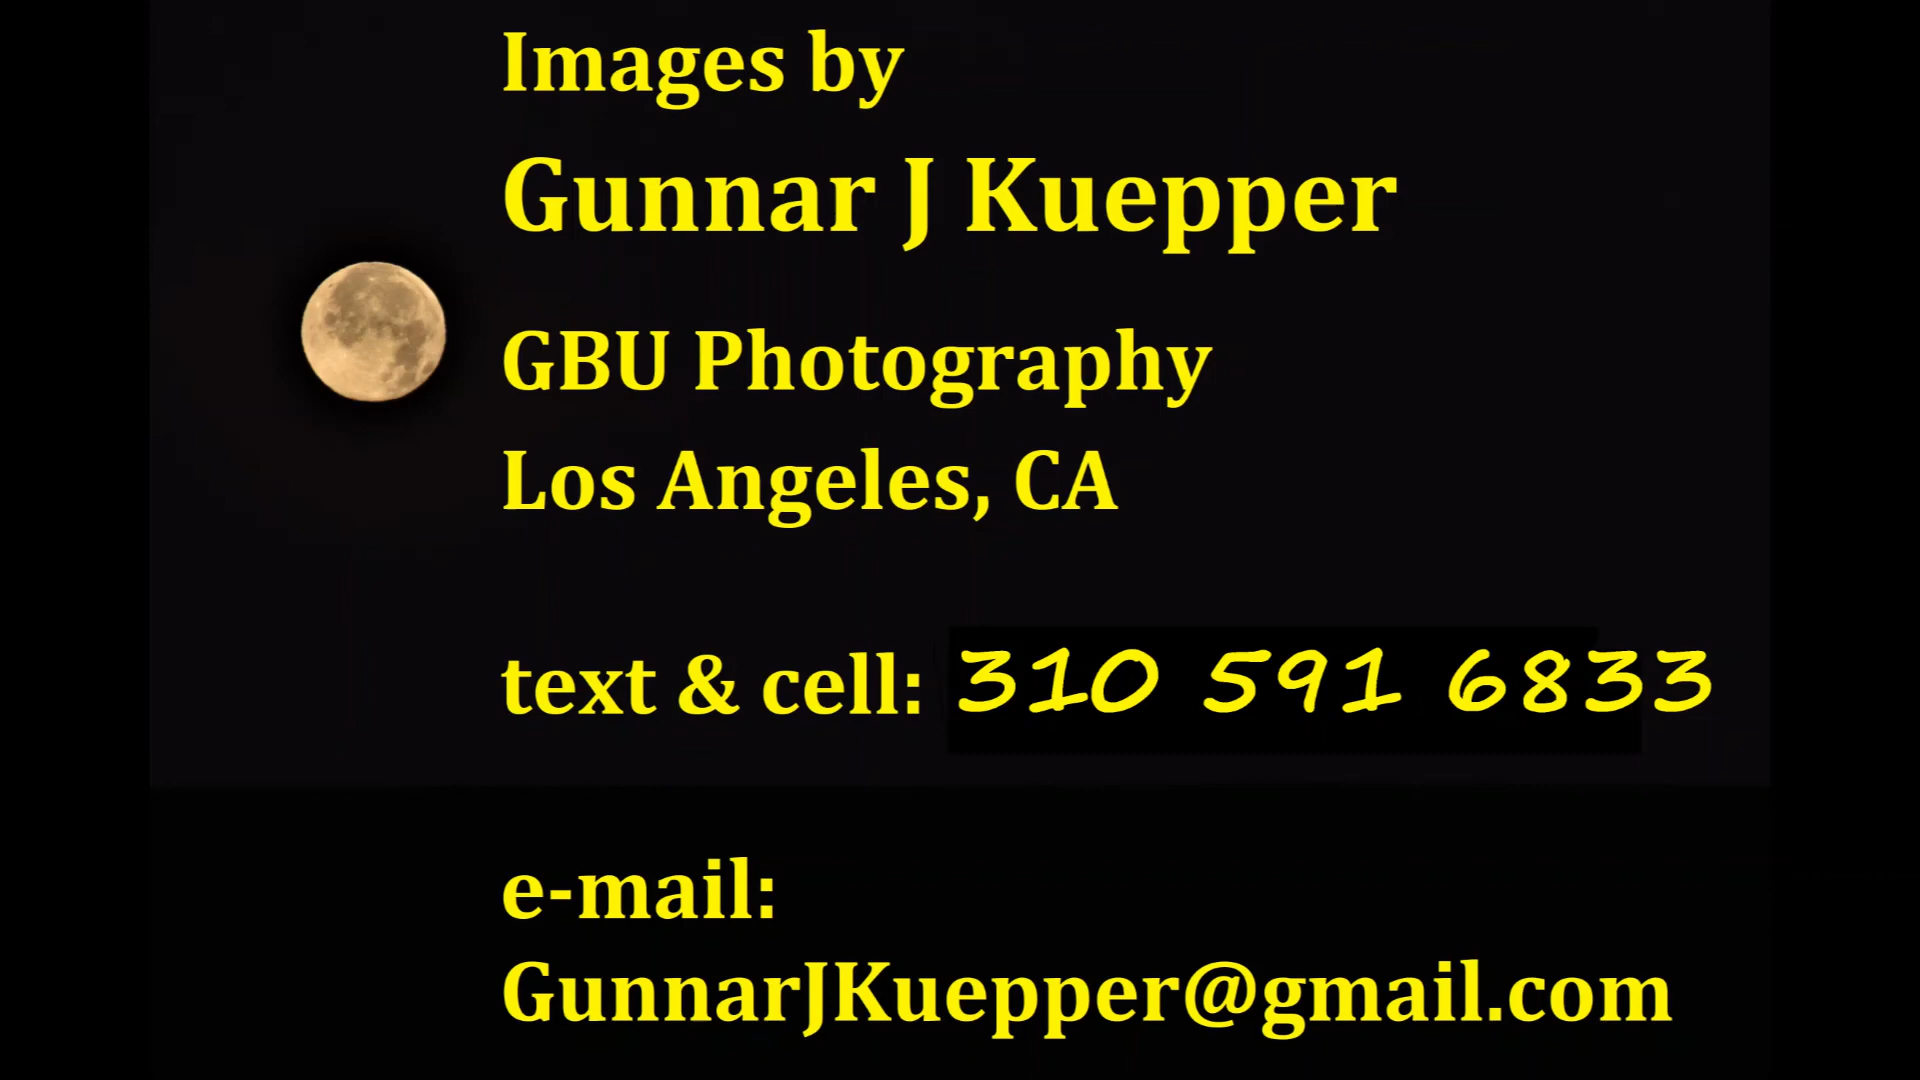 Images by
Gunnar J Kuepper
GBU Photography
Los Angeles, CA
text & cell: 310 591 6833
e-mail:
GunnarJKuepper@gmail.com